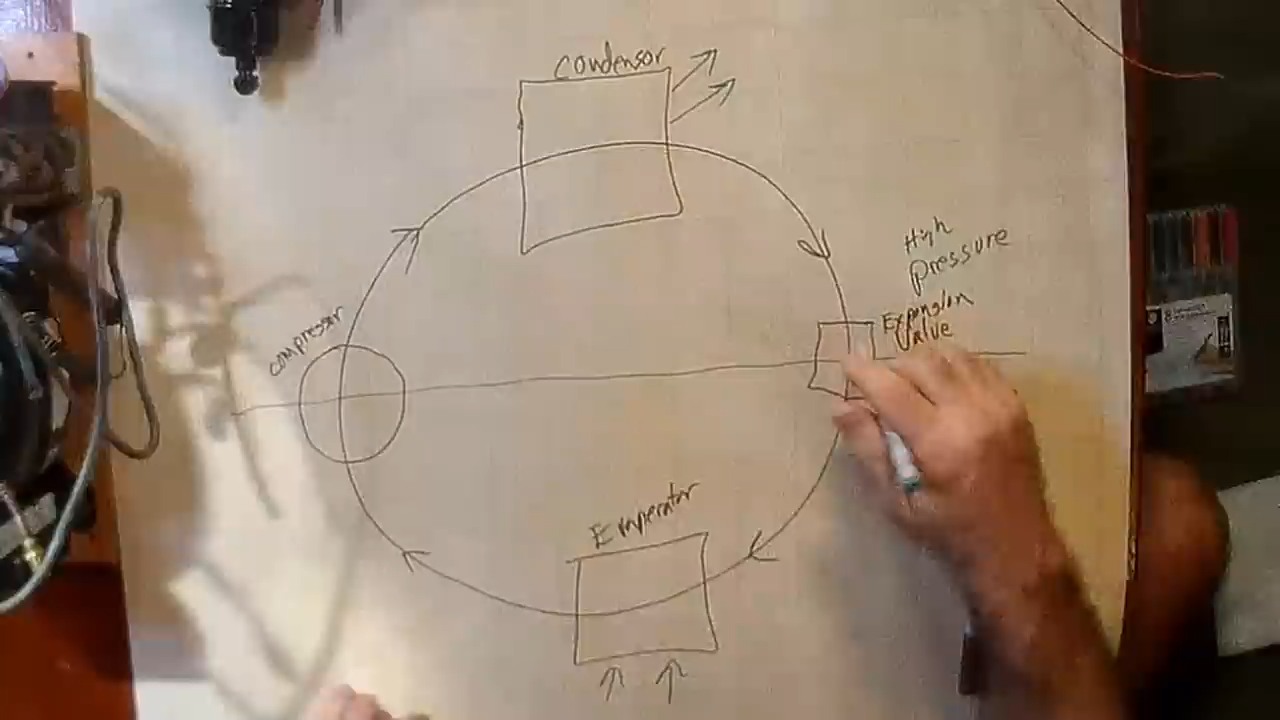 Condensor
High
Pressure
Expansion
Valve
compressor
Evaperator